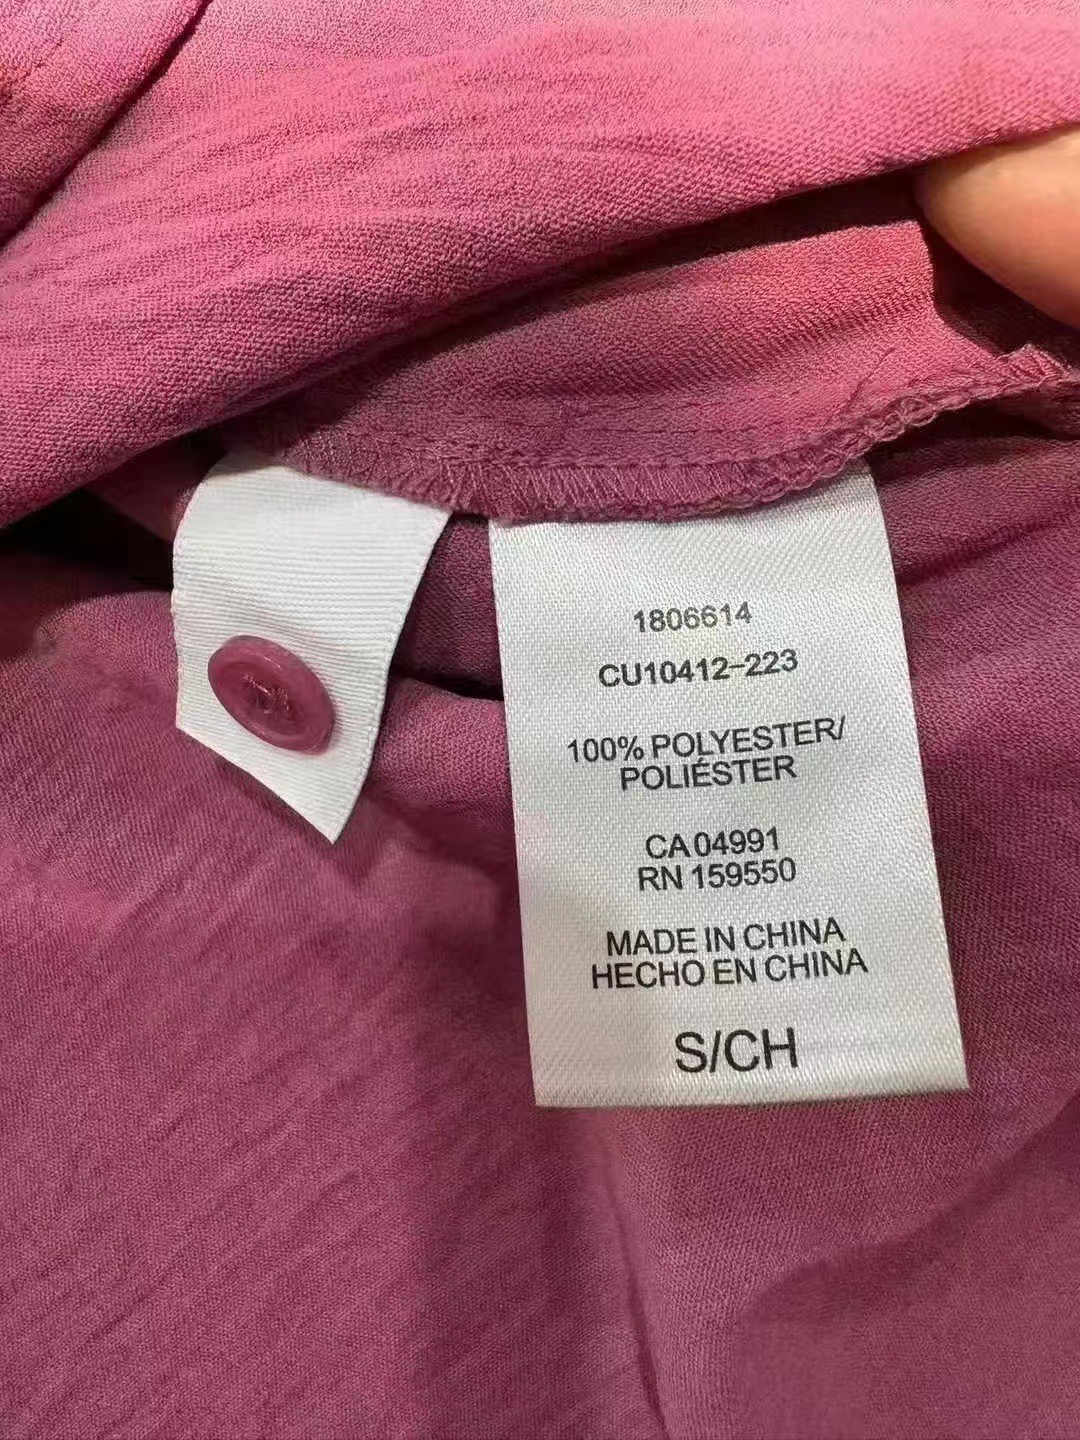 1806614
CU10412-223
100% POLYESTER/
POLIÉSTER
CA 04991
RN 159550
MADE IN CHINA
HECHO EN CHINA
S/CH